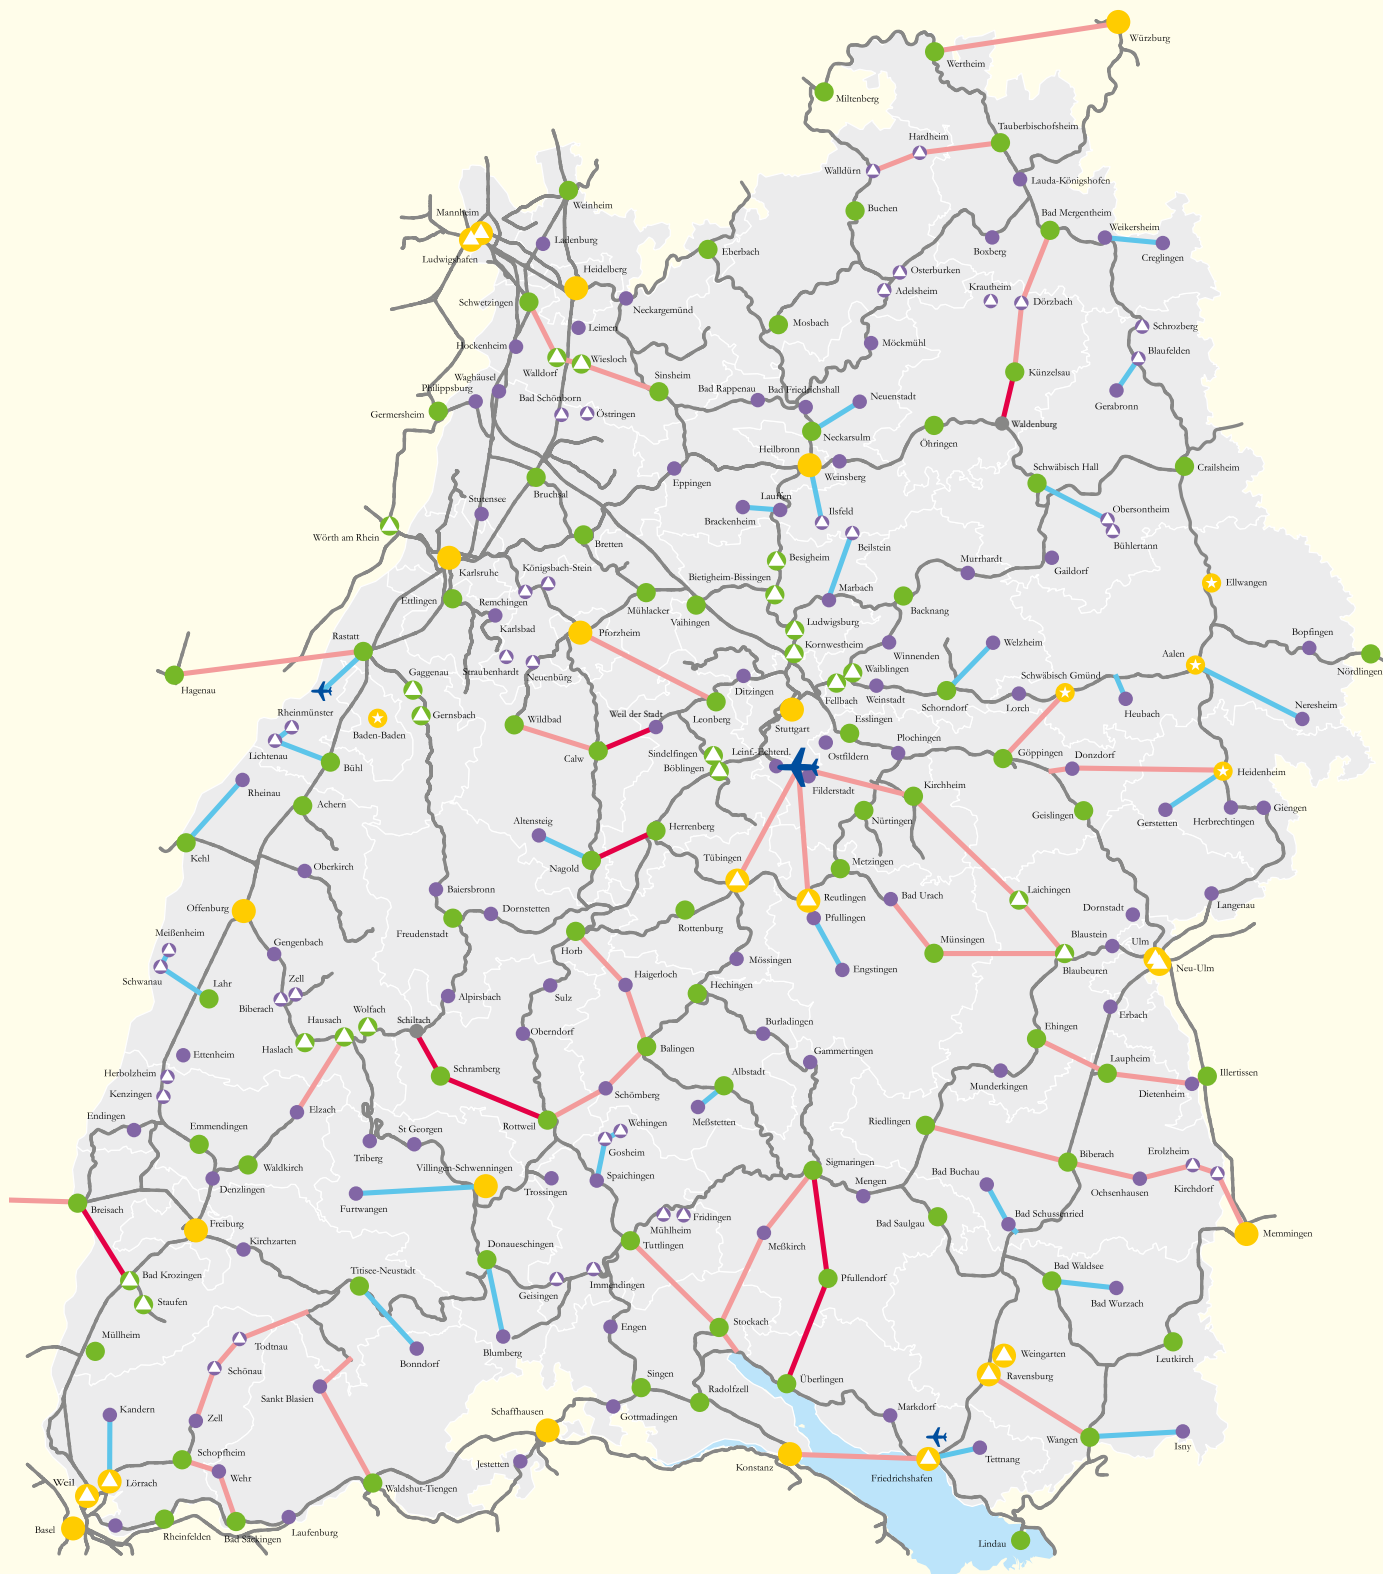 Würzburg
Wertheim
Miltenberg
Tauberbischofsheim
Hardheim
Walldürn
Lauda-Königshofen
Weinheim
Buchen
Mannheim
Bad Mergentheim
Weikersheim
Ladenburg
Boxberg
Creglingen
Ludwigshafen
Eberbach
Heidelberg
Osterburken
Adelsheim
Krautheim
Dörzbach
Schwetzingen
Neckargemünd
Leimen
Mosbach
Schrozberg
Hockenheim
Möckmühl
Blaufelden
Walldorf
Wiesloch
Sinsheim
Künzelsau
Waghäusel
Philippsburg
Bad Rappenau
Bad Friedrichshall
Neuenstadt
Gerabronn
Bad Schönborn
Östringen
Germersheim
Waldenburg
Neckarsulm
Öhringen
Heilbronn
Weinsberg
Schwäbisch Hall
Crailsheim
Eppingen
Bruchsal
Stutensee
Lauffen
Brackenheim
Ilsfeld
Obersontheim
Bühlertann
Wörth am Rhein
Bretten
Beilstein
Besigheim
Murrhardt
Gaildorf
Karlsruhe
Königsbach-Stein
Bietigheim-Bissingen
Marbach
Ellwangen
Ettlingen
Remchingen
Mühlacker
Backnang
Karlsbad
Vaihingen
Ludwigsburg
Rastatt
Pforzheim
Kornwestheim
Winnenden
Welzheim
Bopfingen
Straubenhardt
Neuenbürg
Waiblingen
Aalen
Nördlingen
Hagenau
Gaggenau
Ditzingen
Fellbach
Weinstadt
Schwäbisch Gmünd
Schorndorf
Lorch
Heubach
Rheinmünster
Gernsbach
Wildbad
Weil der Stadt
Leonberg
Stuttgart
Esslingen
Neresheim
Baden-Baden
Lichtenau
Calw
Sindelfingen
Böblingen
Leinf.-Echterd.
Ostfildern
Plochingen
Göppingen
Donzdorf
Heidenheim
Bühl
Filderstadt
Kirchheim
Rheinau
Achern
Altensteig
Herrenberg
Nürtingen
Geislingen
Gerstetten
Herbrechtingen
Giengen
Kehl
Nagold
Tübingen
Metzingen
Oberkirch
Baiersbronn
Reutlingen
Bad Urach
Laichingen
Langenau
Offenburg
Dornstetten
Rottenburg
Pfullingen
Dornstadt
Meißenheim
Freudenstadt
Blaustein
Ulm
Gengenbach
Horb
Münsingen
Neu-Ulm
Schwanau
Zell
Mössingen
Engstingen
Blaubeuren
Lahr
Haigerloch
Hechingen
Biberach
Alpirsbach
Sulz
Erbach
Wolfach
Hausach
Schiltach
Oberndorf
Burladingen
Ehingen
Haslach
Balingen
Gammertingen
Ettenheim
Schramberg
Albstadt
Laupheim
Illertissen
Herbolzheim
Schömberg
Munderkingen
Kenzingen
Dietenheim
Endingen
Elzach
Meßstetten
Emmendingen
St Georgen
Rottweil
Wehingen
Riedlingen
Triberg
Gosheim
Waldkirch
Villingen-Schwenningen
Sigmaringen
Biberach
Erolzheim
Denzlingen
Trossingen
Spaichingen
Mengen
Bad Buchau
Ochsenhausen
Kirchdorf
Furtwangen
Breisach
Freiburg
Mühlheim
Fridingen
Bad Saulgau
Bad Schussenried
Kirchzarten
Meßkirch
Memmingen
Donaueschingen
Tuttlingen
Titisee-Neustadt
Bad Krozingen
Immendingen
Geisingen
Pfullendorf
Bad Waldsee
Staufen
Bad Wurzach
Müllheim
Todtnau
Engen
Stockach
Bonndorf
Blumberg
Leutkirch
Schönau
Weingarten
Ravensburg
Sankt Blasien
Singen
Radolfzell
Überlingen
Kandern
Zell
Schaffhausen
Gottmadingen
Markdorf
Wangen
Isny
Schopfheim
Wehr
Jestetten
Konstanz
Tettnang
Weil
Lörrach
Waldshut-Tiengen
Friedrichshafen
Basel
Rheinfelden
Bad Säckingen
Laufenburg
Lindau